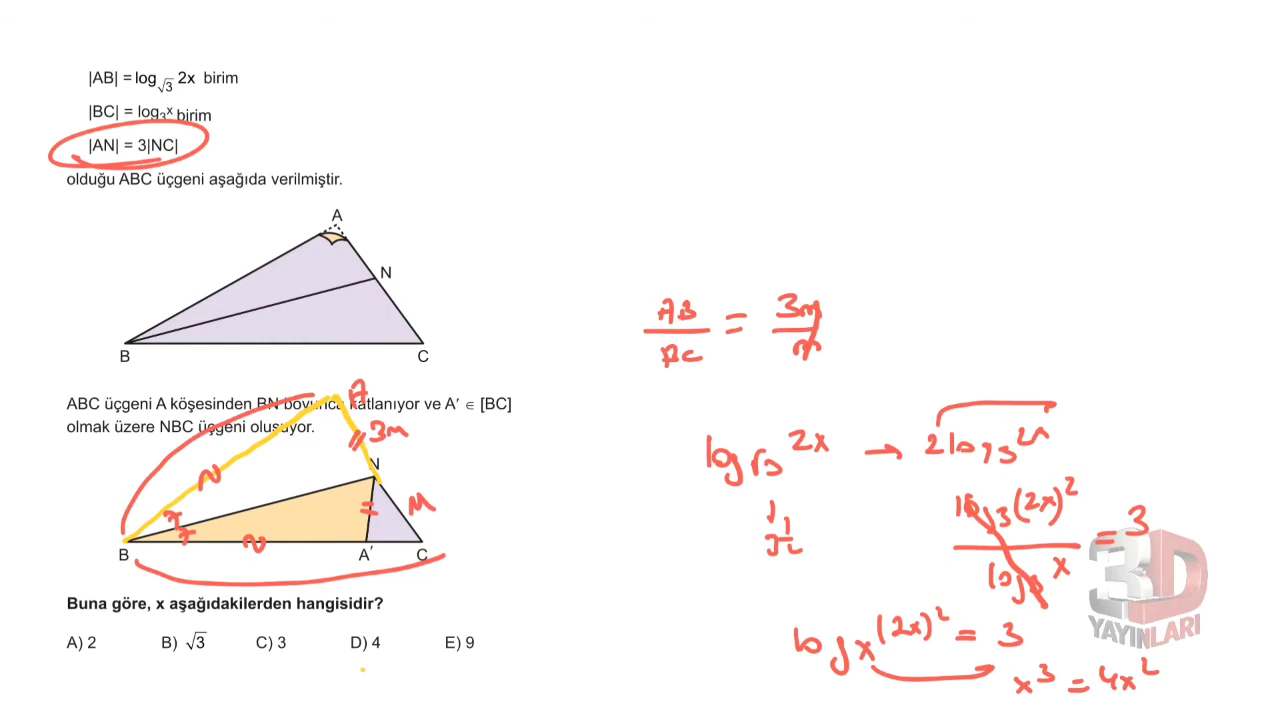 |AB| = log√3 2x birim
|BC| = log₃ˣ birim
|AN| = 3|NC|
olduğu ABC üçgeni aşağıda verilmiştir.
A
N
B
C
ABC üçgeni A köşesinden BN boyunca katlanıyor ve A′ ∈ [BC]
olmak üzere NBC üçgeni oluşuyor.
A
3m
N
M
B
A′
C
Buna göre, x aşağıdakilerden hangisidir?
A) 2 B) √3 C) 3 D) 4 E) 9
AB/BC = 3m/m
log√3 2x → 2log3 2x
log3(2x)²/log3 x = 3
logx(2x)² = 3
x³ = 4x²
3D
YAYINLARI